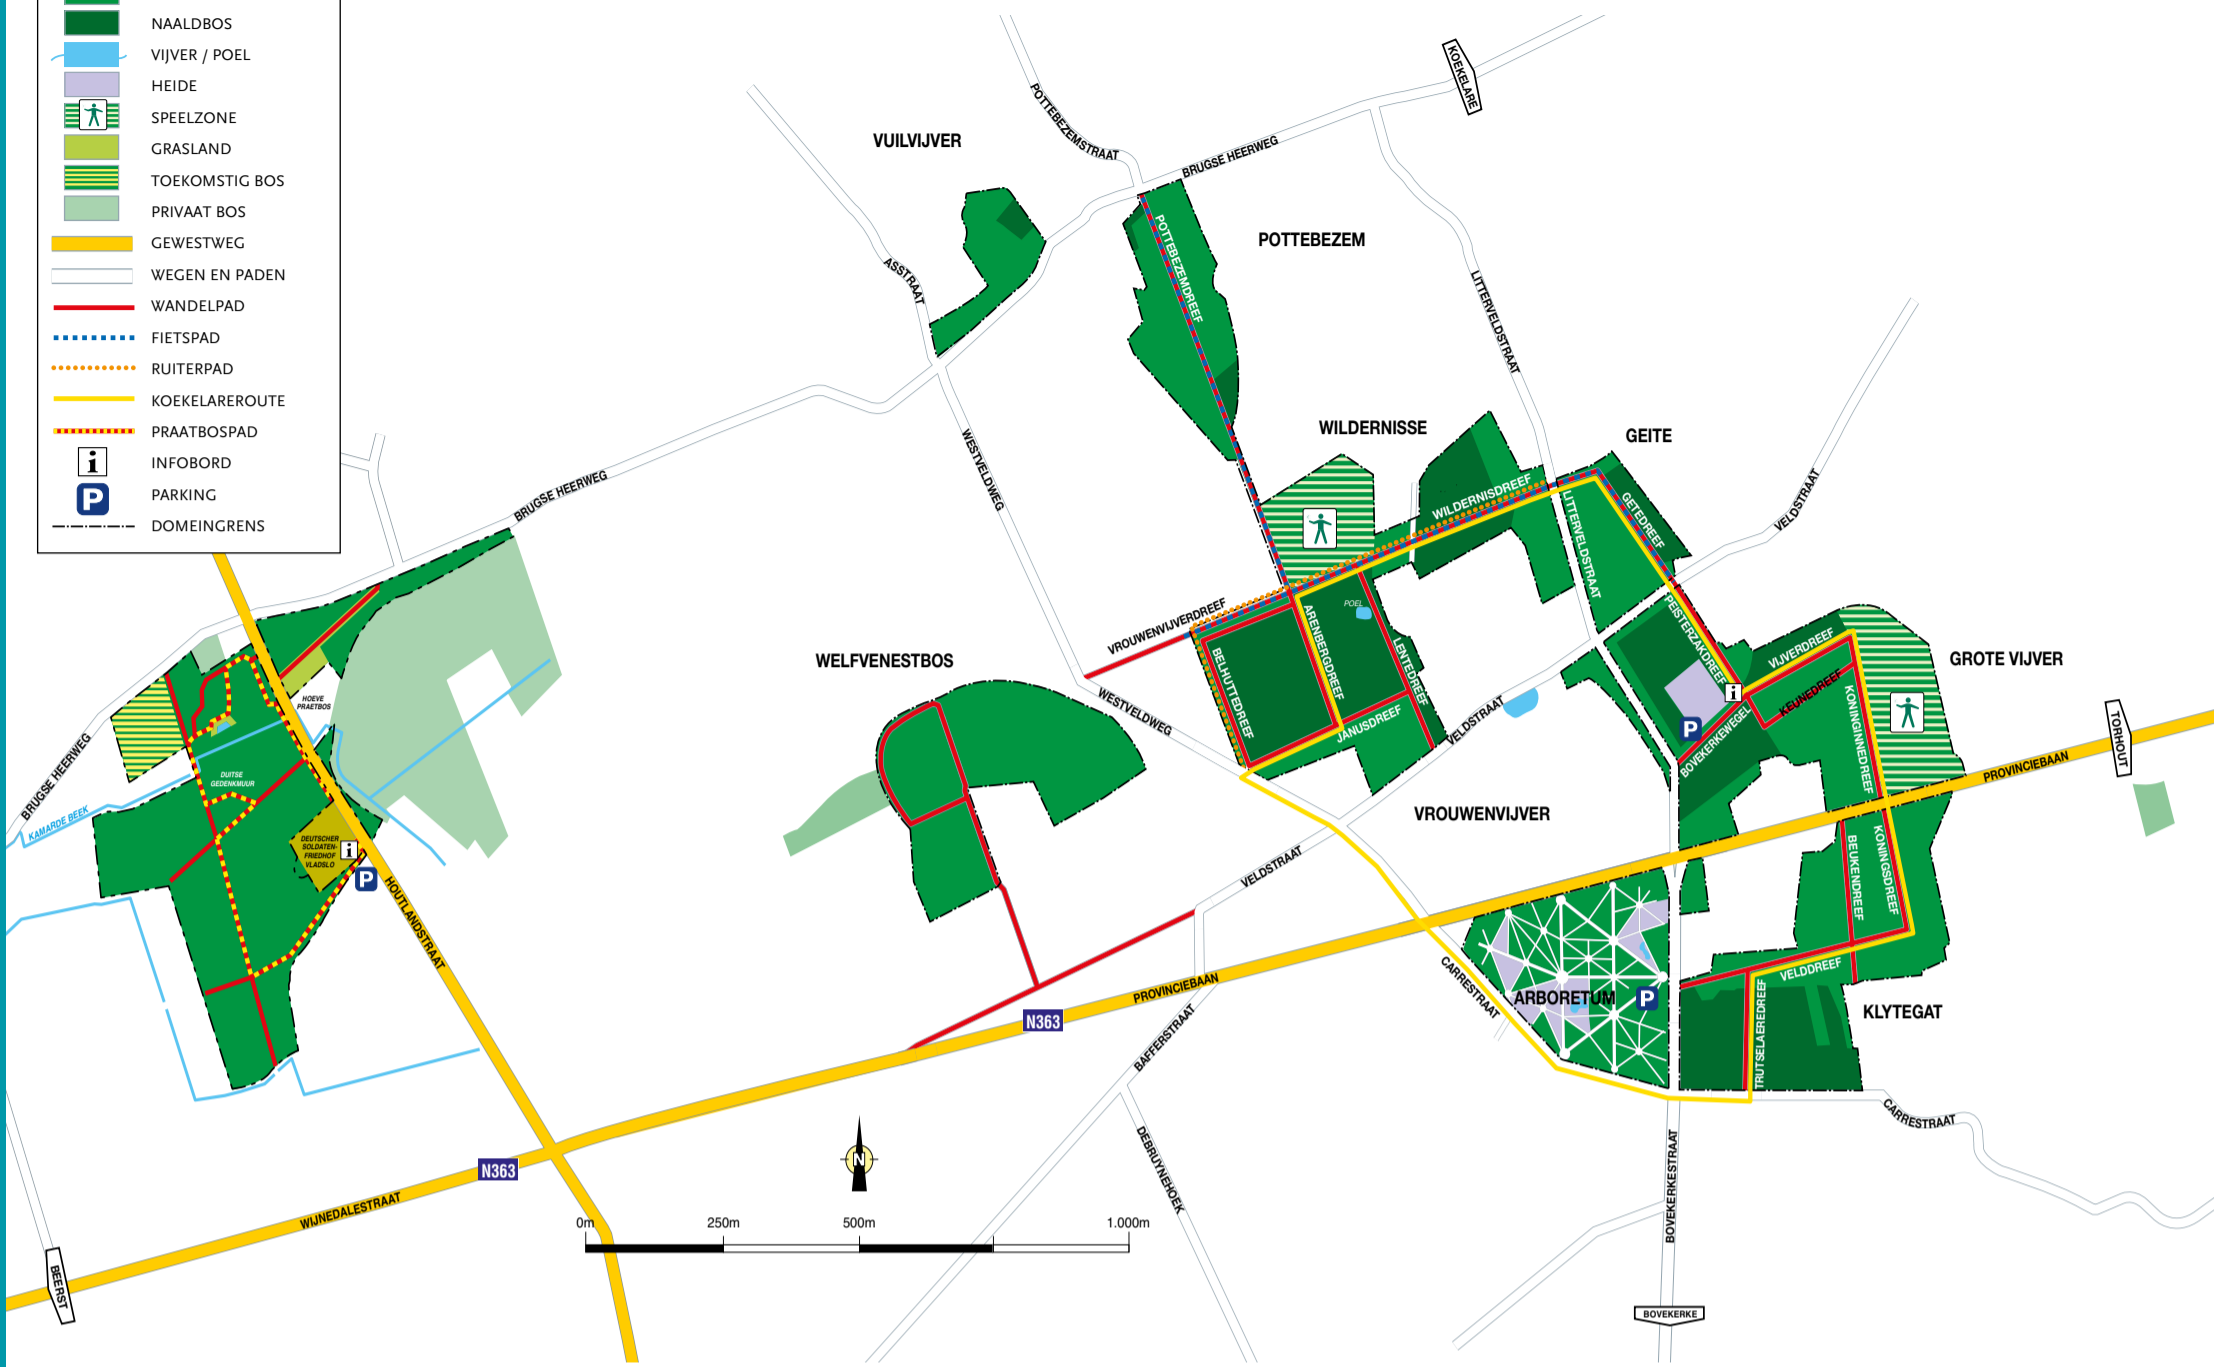 NAALDBOS
VIJVER / POEL
HEIDE
SPEELZONE
GRASLAND
TOEKOMSTIG BOS
PRIVAAT BOS
GEWESTWEG
WEGEN EN PADEN
WANDELPAD
FIETSPAD
RUITERPAD
KOEKELAREROUTE
PRAATBOSPAD
i
INFOBORD
P
PARKING
DOMEINGRENS
KOEKELARE
POTTEBEZEMSTRAAT
VUILVIJVER
BRUGSE HEERWEG
POTTEBEZEM
POTTEBEZEMDREEF
ASSTRAAT
LITTERVELDSTRAAT
WESTVELDWEG
WILDERNISSE
GEITE
BRUGSE HEERWEG
WILDERNISDREEF
GETEDREEF
VELDSTRAAT
LITTERVELDSTRAAT
VROUWENVIJVERDREEF
POEL
ARENBERGDREEF
BELHUTTEDREEF
LENTEDREEF
JANUSDREEF
PEISTERZAKDREEF
VIJVERDREEF
KEUNEDREEF
KONINGINNEDREEF
BOVEKERKEWEGEL
i
P
GROTE VIJVER
WELFVENESTBOS
WESTVELDWEG
VELDSTRAAT
TORHOUT
PROVINCIEBAAN
HOEVE
PRAETBOS
BRUGSE HEERWEG
KAMARDE BEEK
DUITSE
GEDENKMUUR
DEUTSCHER
SOLDATEN-
FRIEDHOF
VLADSLO
i
P
HOUTLANDSTRAAT
VROUWENVIJVER
VELDSTRAAT
BEUKENDREEF
KONINGSDREEF
VELDDREEF
TRUTSELAEREDREEF
KLYTEGAT
CARRESTRAAT
ARBORETUM
P
PROVINCIEBAAN
N363
BAFFERSTRAAT
DEBRUYNEHOEK
CARRESTRAAT
BOVEKERKESTRAAT
N
N363
WIJNEDALESTRAAT
0m
250m
500m
1.000m
BEERST
BOVEKERKE